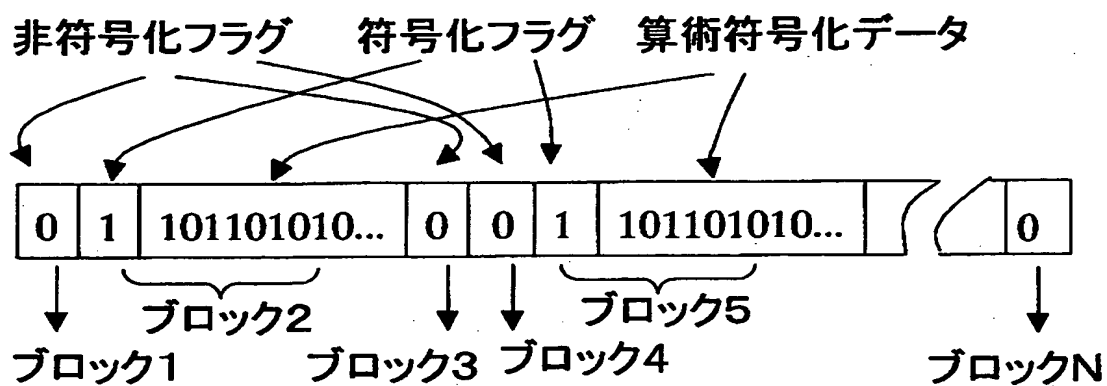 非符号化フラグ 符号化フラグ 算術符号化データ
0 1 101101010... 0 0 1 101101010... 0
ブロック2 ブロック5
ブロック1 ブロック3 ブロック4 ブロックN